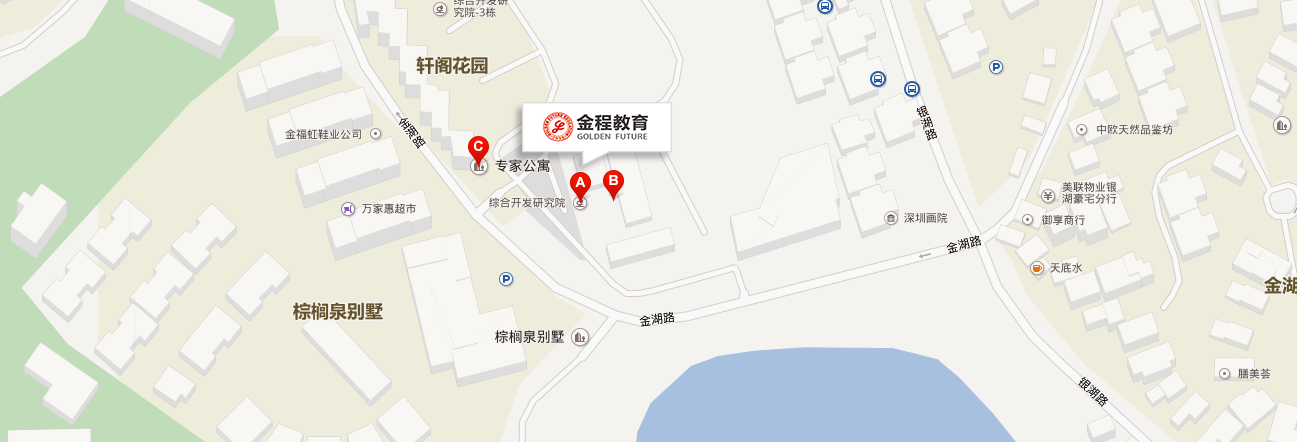 综合开发研
究院-3栋
轩阁花园
金湖路
金福虹鞋业公司
C
专家公寓
金程教育
GOLDEN FUTURE
A
B
综合开发研究院
万家惠超市
P
棕榈泉别墅
棕榈泉别墅
金湖路
P
银湖路
中欧天然品鉴坊
美联物业银
湖豪宅分行
御享商行
深圳画院
金湖路
天底水
金湖
银湖路
膳美荟